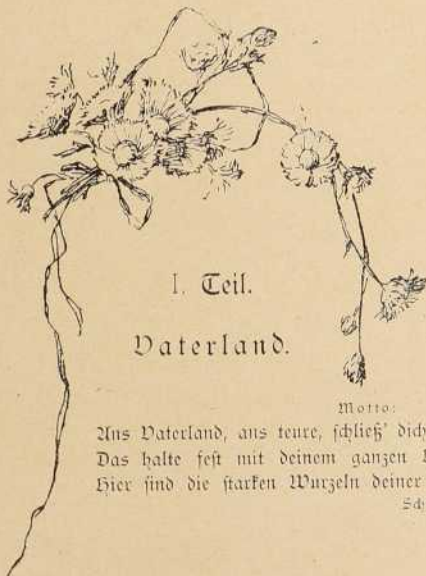 I. Teil.
Vaterland.
Motto:
Ans Vaterland, ans teure, schließ' dich
Das halte fest mit deinem ganzen
Hier sind die starken Wurzeln deiner